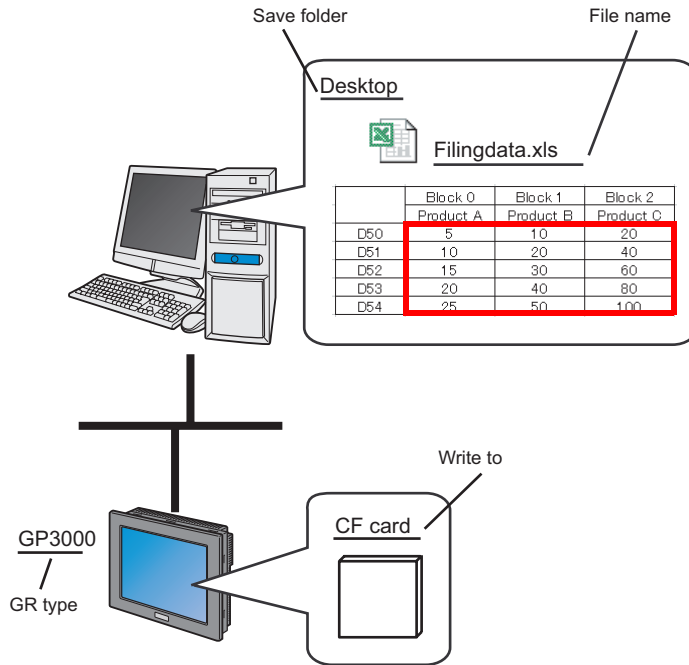 Save folder
File name
Desktop
Filingdata.xls
Block 0 Block 1 Block 2
Product A Product B Product C
D50 5 10 20
D51 10 20 40
D52 15 30 60
D53 20 40 80
D54 25 50 100
Write to
GP3000
CF card
GR type